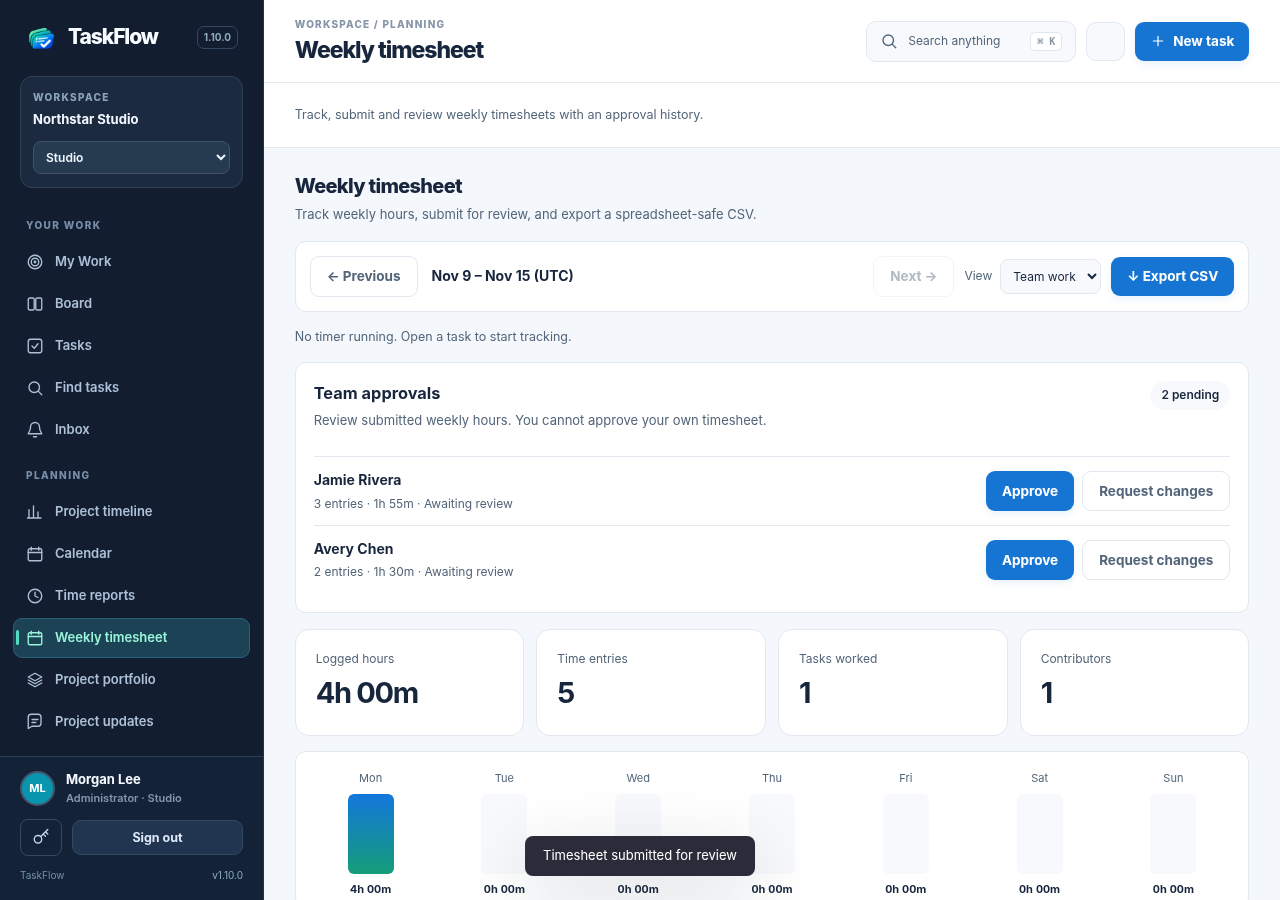 TaskFlow
1.10.0
WORKSPACE
Northstar Studio
Studio
YOUR WORK
My Work
Board
Tasks
Find tasks
Inbox
PLANNING
Project timeline
Calendar
Time reports
Weekly timesheet
Project portfolio
Project updates
ML
Morgan Lee
Administrator · Studio
Sign out
TaskFlow
v1.10.0
WORKSPACE / PLANNING
Weekly timesheet
Search anything
⌘ K
New task
Track, submit and review weekly timesheets with an approval history.
Weekly timesheet
Track weekly hours, submit for review, and export a spreadsheet-safe CSV.
← Previous
Nov 9 – Nov 15 (UTC)
Next →
View
Team work
↓ Export CSV
No timer running. Open a task to start tracking.
Team approvals
2 pending
Review submitted weekly hours. You cannot approve your own timesheet.
Jamie Rivera
3 entries · 1h 55m · Awaiting review
Approve
Request changes
Avery Chen
2 entries · 1h 30m · Awaiting review
Approve
Request changes
Logged hours
4h 00m
Time entries
5
Tasks worked
1
Contributors
1
Mon
Tue
Wed
Thu
Fri
Sat
Sun
4h 00m
0h 00m
0h 00m
0h 00m
0h 00m
0h 00m
0h 00m
Timesheet submitted for review